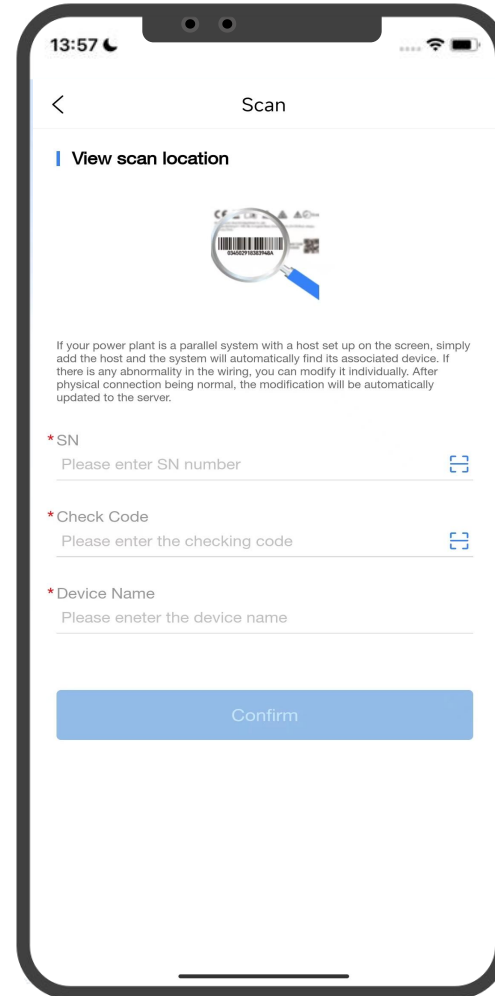 13:57
Scan
View scan location
If your power plant is a parallel system with a host set up on the screen, simply
add the host and the system will automatically find its associated device. If
there is any abnormality in the wiring, you can modify it individually. After
physical connection being normal, the modification will be automatically
updated to the server.
*SN
Please enter SN number
*Check Code
Please enter the checking code
*Device Name
Please eneter the device name
Confirm